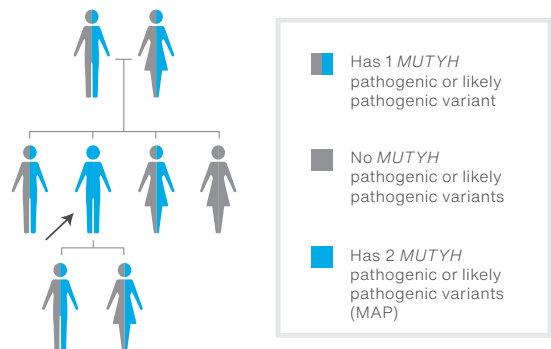 Has 1 MUTYH
pathogenic or likely
pathogenic variant
No MUTYH
pathogenic or likely
pathogenic variants
Has 2 MUTYH
pathogenic or likely
pathogenic variants
(MAP)